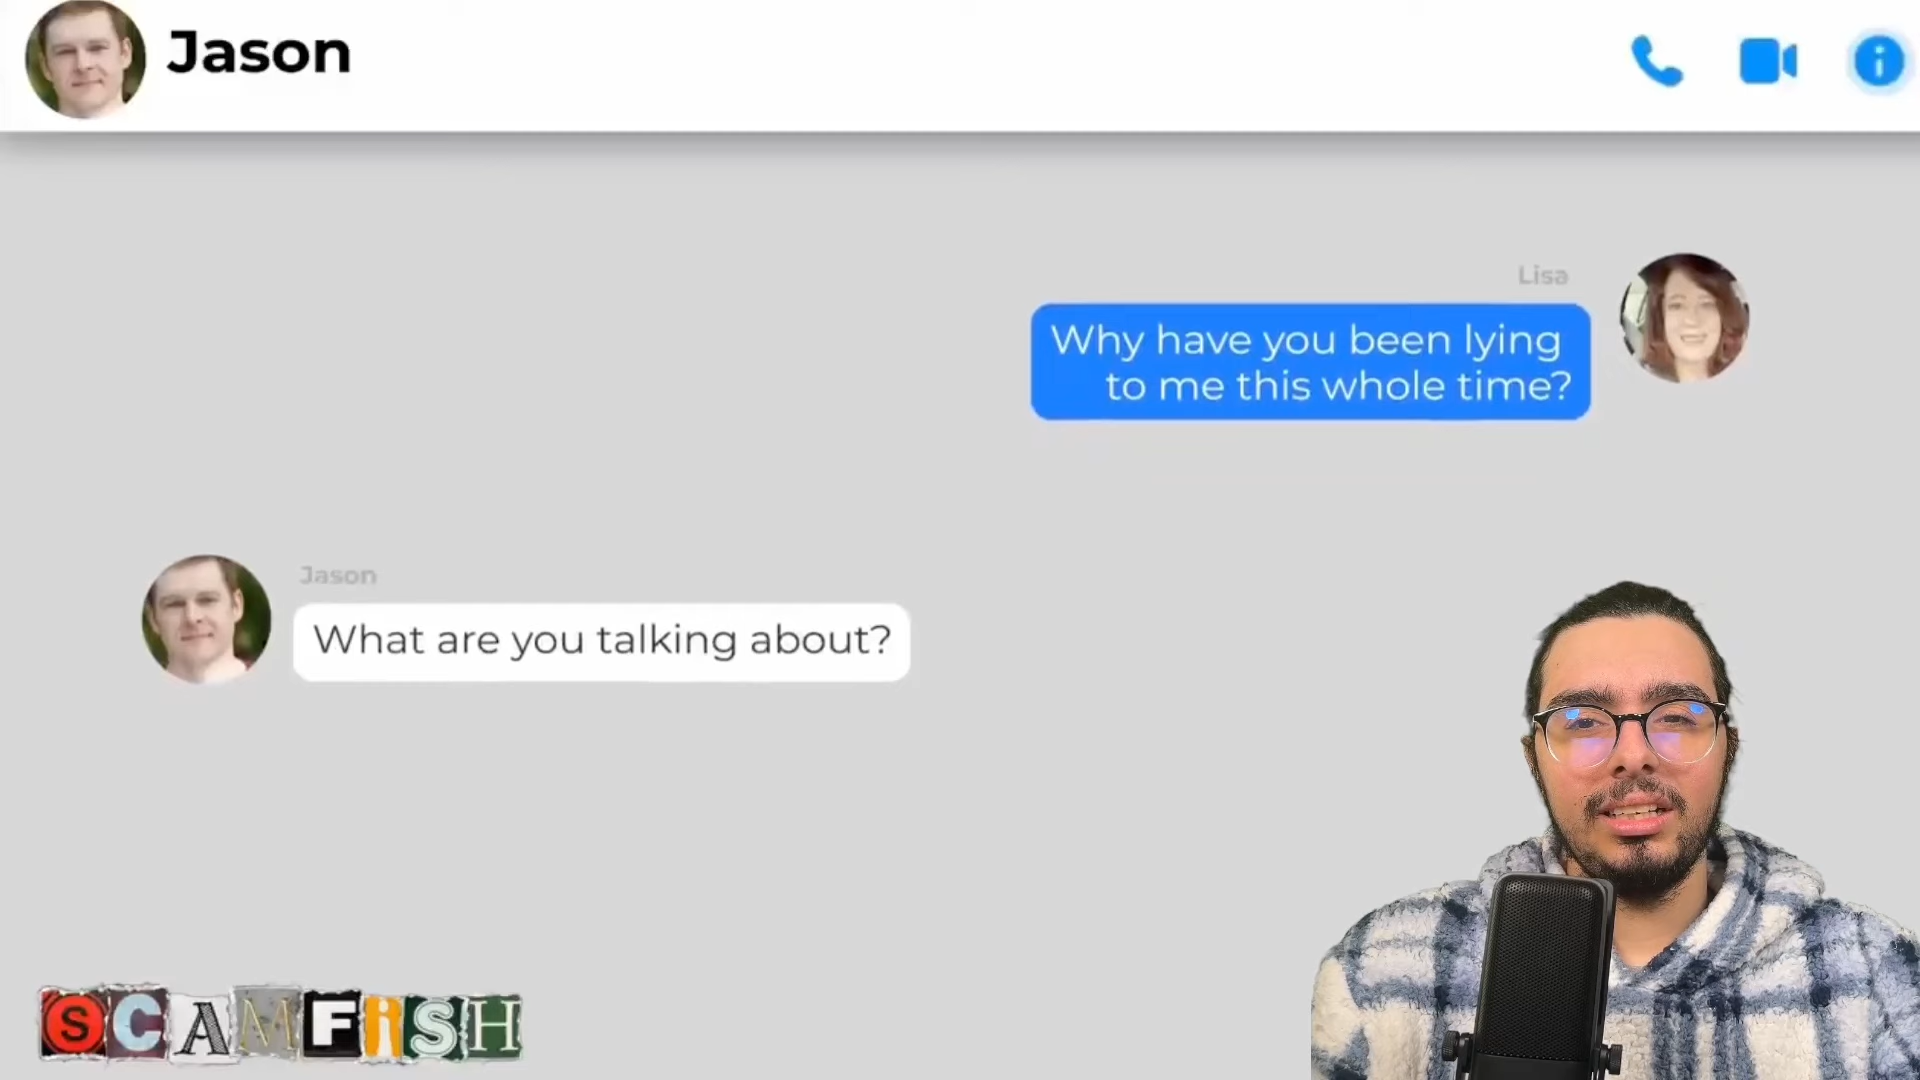 Jason
Lisa
Why have you been lying
to me this whole time?
Jason
What are you talking about?
SCAMFiSH